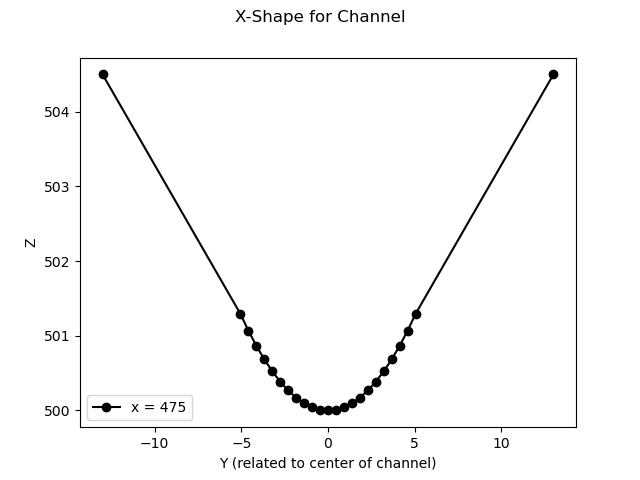 X-Shape for Channel
504
503
502
501
500
Z
x = 475
−10
−5
0
5
10
Y (related to center of channel)